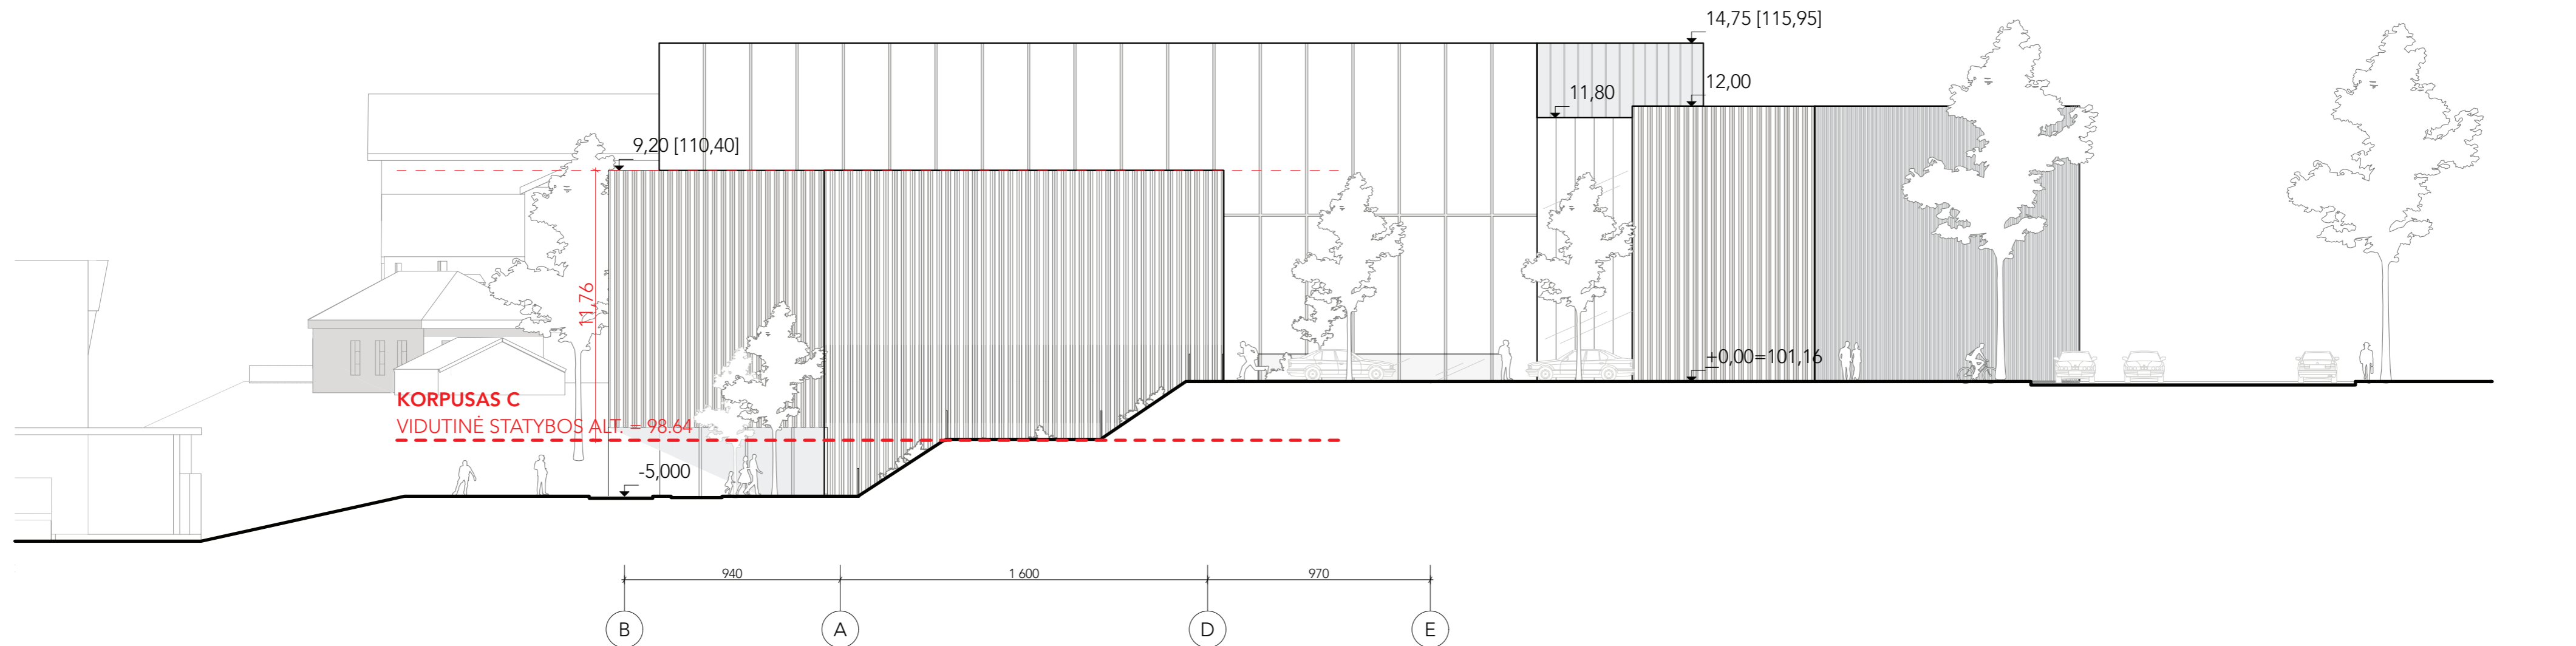 14,75 [115,95]
12,00
11,80
9,20 [110,40]
11,76
+0,00=101,16
KORPUSAS C
VIDUTINĖ STATYBOS ALT. – 98.64
-5,000
940
1 600
970
B
A
D
E